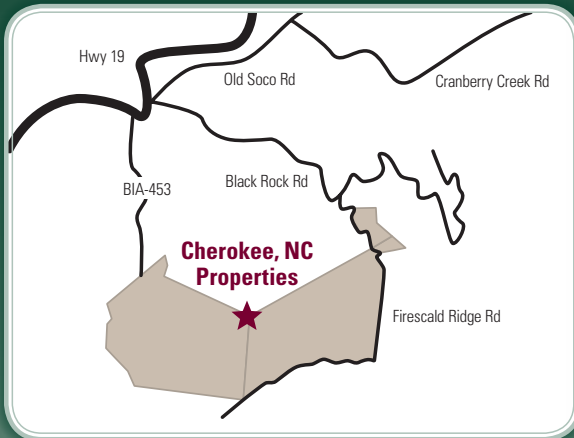 Hwy 19
Old Soco Rd
Cranberry Creek Rd
BIA-453
Black Rock Rd
Cherokee, NC
Properties
Firescald Ridge Rd